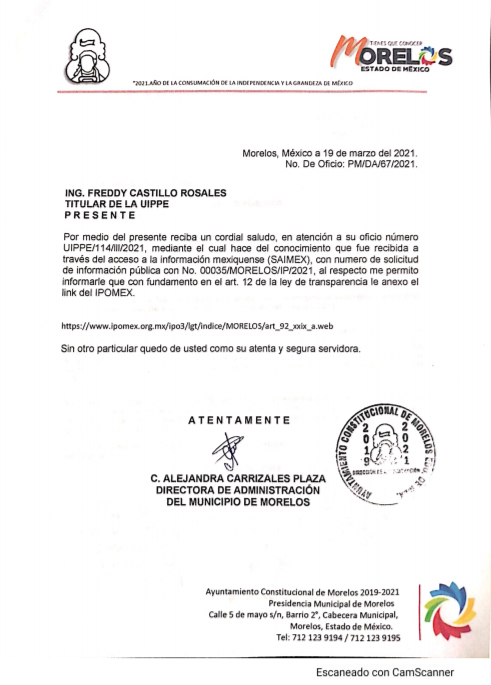 TIENES QUE CONOCER
MORELOS
ESTADO DE MÉXICO
"2021.AÑO DE LA CONSUMACIÓN DE LA INDEPENDENCIA Y LA GRANDEZA DE MÉXICO
Morelos, México a 19 de marzo del 2021.
No. De Oficio: PM/DA/67/2021.
ING. FREDDY CASTILLO ROSALES
TITULAR DE LA UIPPE
P R E S E N T E
Por medio del presente reciba un cordial saludo, en atención a su oficio número
UIPPE/114/III/2021, mediante el cual hace del conocimiento que fue recibida a
través del acceso a la información mexiquense (SAIMEX), con numero de solicitud
de información pública con No. 00035/MORELOS/IP/2021, al respecto me permito
informarle que con fundamento en el art. 12 de la ley de transparencia le anexo el
link del IPOMEX.
https://www.ipomex.org.mx/ipo3/lgt/indice/MORELOS/art_92_xxix_a.web
Sin otro particular quedo de usted como su atenta y segura servidora.
A T E N T A M E N T E
C. ALEJANDRA CARRIZALES PLAZA
DIRECTORA DE ADMINISTRACIÓN
DEL MUNICIPIO DE MORELOS
AYUNTAMIENTO CONSTITUCIONAL DE MORELOS
2019 2021
Ayuntamiento Constitucional de Morelos 2019-2021
Presidencia Municipal de Morelos
Calle 5 de mayo s/n, Barrio 2°, Cabecera Municipal,
Morelos, Estado de México.
Tel: 712 123 9194 / 712 123 9195
Escaneado con CamScanner